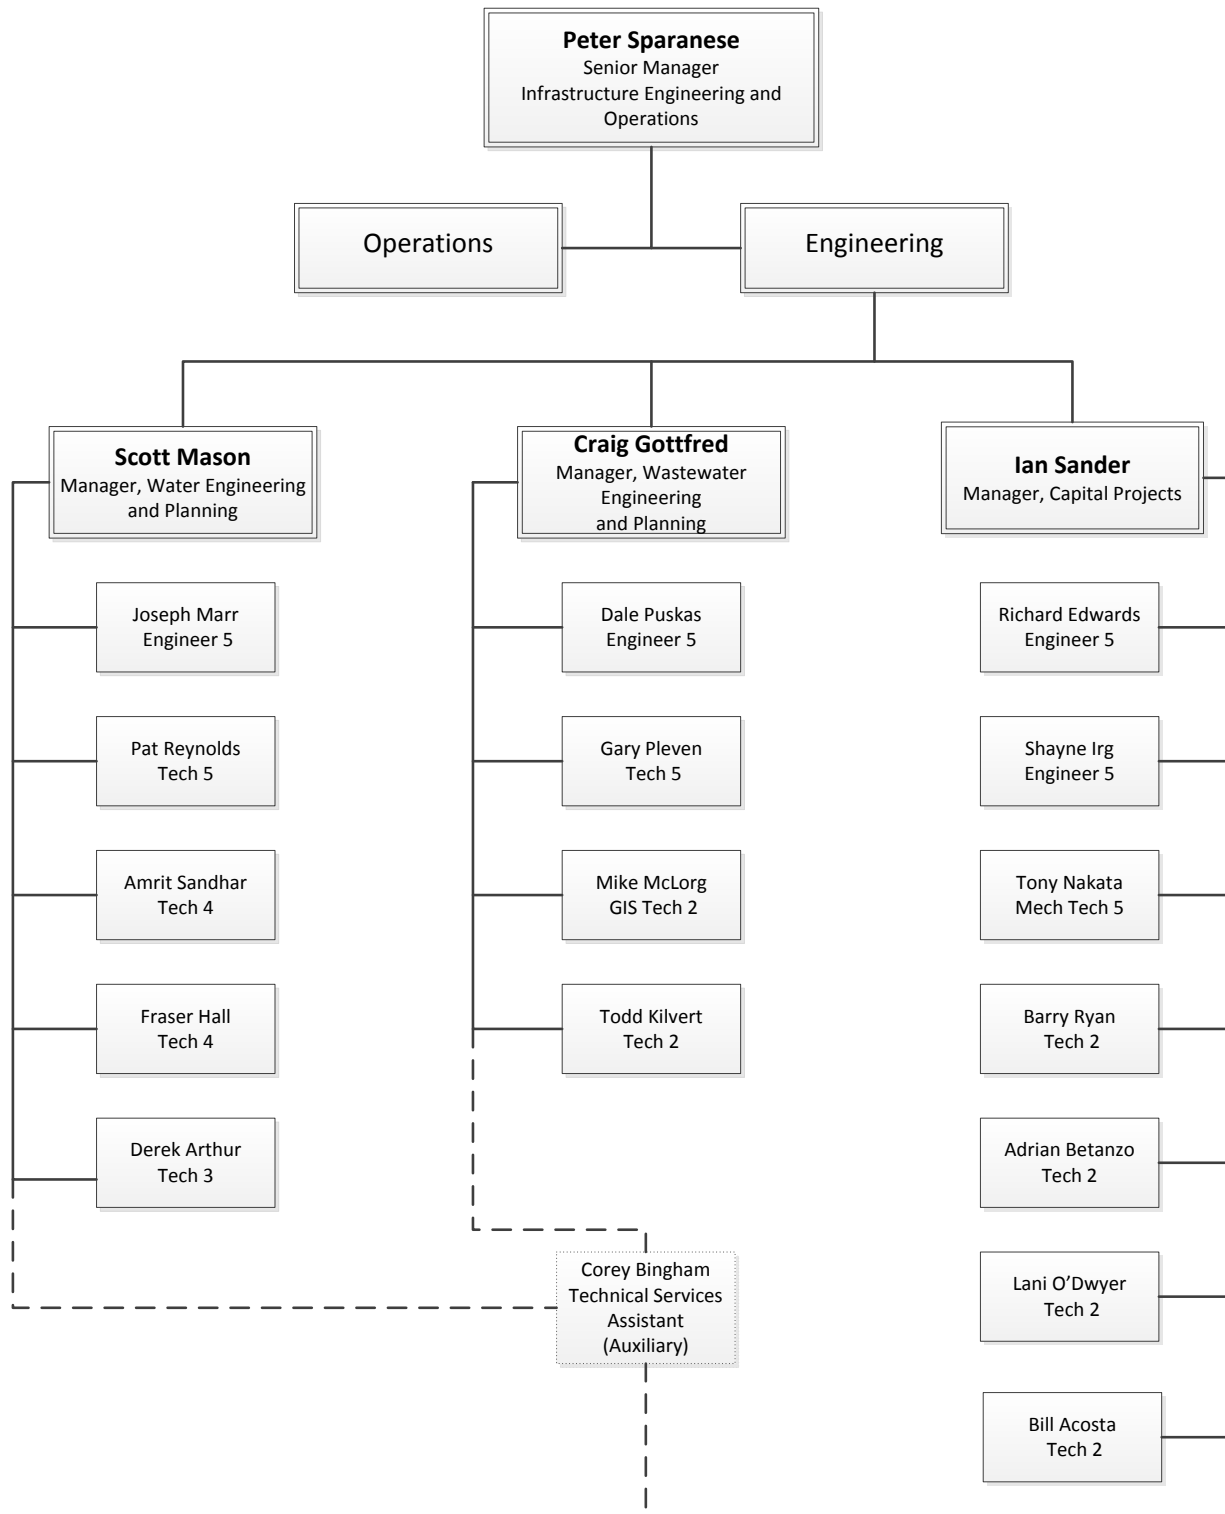 Peter Sparanese
Senior Manager
Infrastructure Engineering and
Operations
Operations
Engineering
Scott Mason
Manager, Water Engineering
and Planning
Craig Gottfred
Manager, Wastewater
Engineering
and Planning
Ian Sander
Manager, Capital Projects
Joseph Marr
Engineer 5
Dale Puskas
Engineer 5
Richard Edwards
Engineer 5
Pat Reynolds
Tech 5
Gary Pleven
Tech 5
Shayne Irg
Engineer 5
Amrit Sandhar
Tech 4
Mike McLorg
GIS Tech 2
Tony Nakata
Mech Tech 5
Fraser Hall
Tech 4
Todd Kilvert
Tech 2
Barry Ryan
Tech 2
Derek Arthur
Tech 3
Adrian Betanzo
Tech 2
Corey Bingham
Technical Services
Assistant
(Auxiliary)
Lani O’Dwyer
Tech 2
Bill Acosta
Tech 2